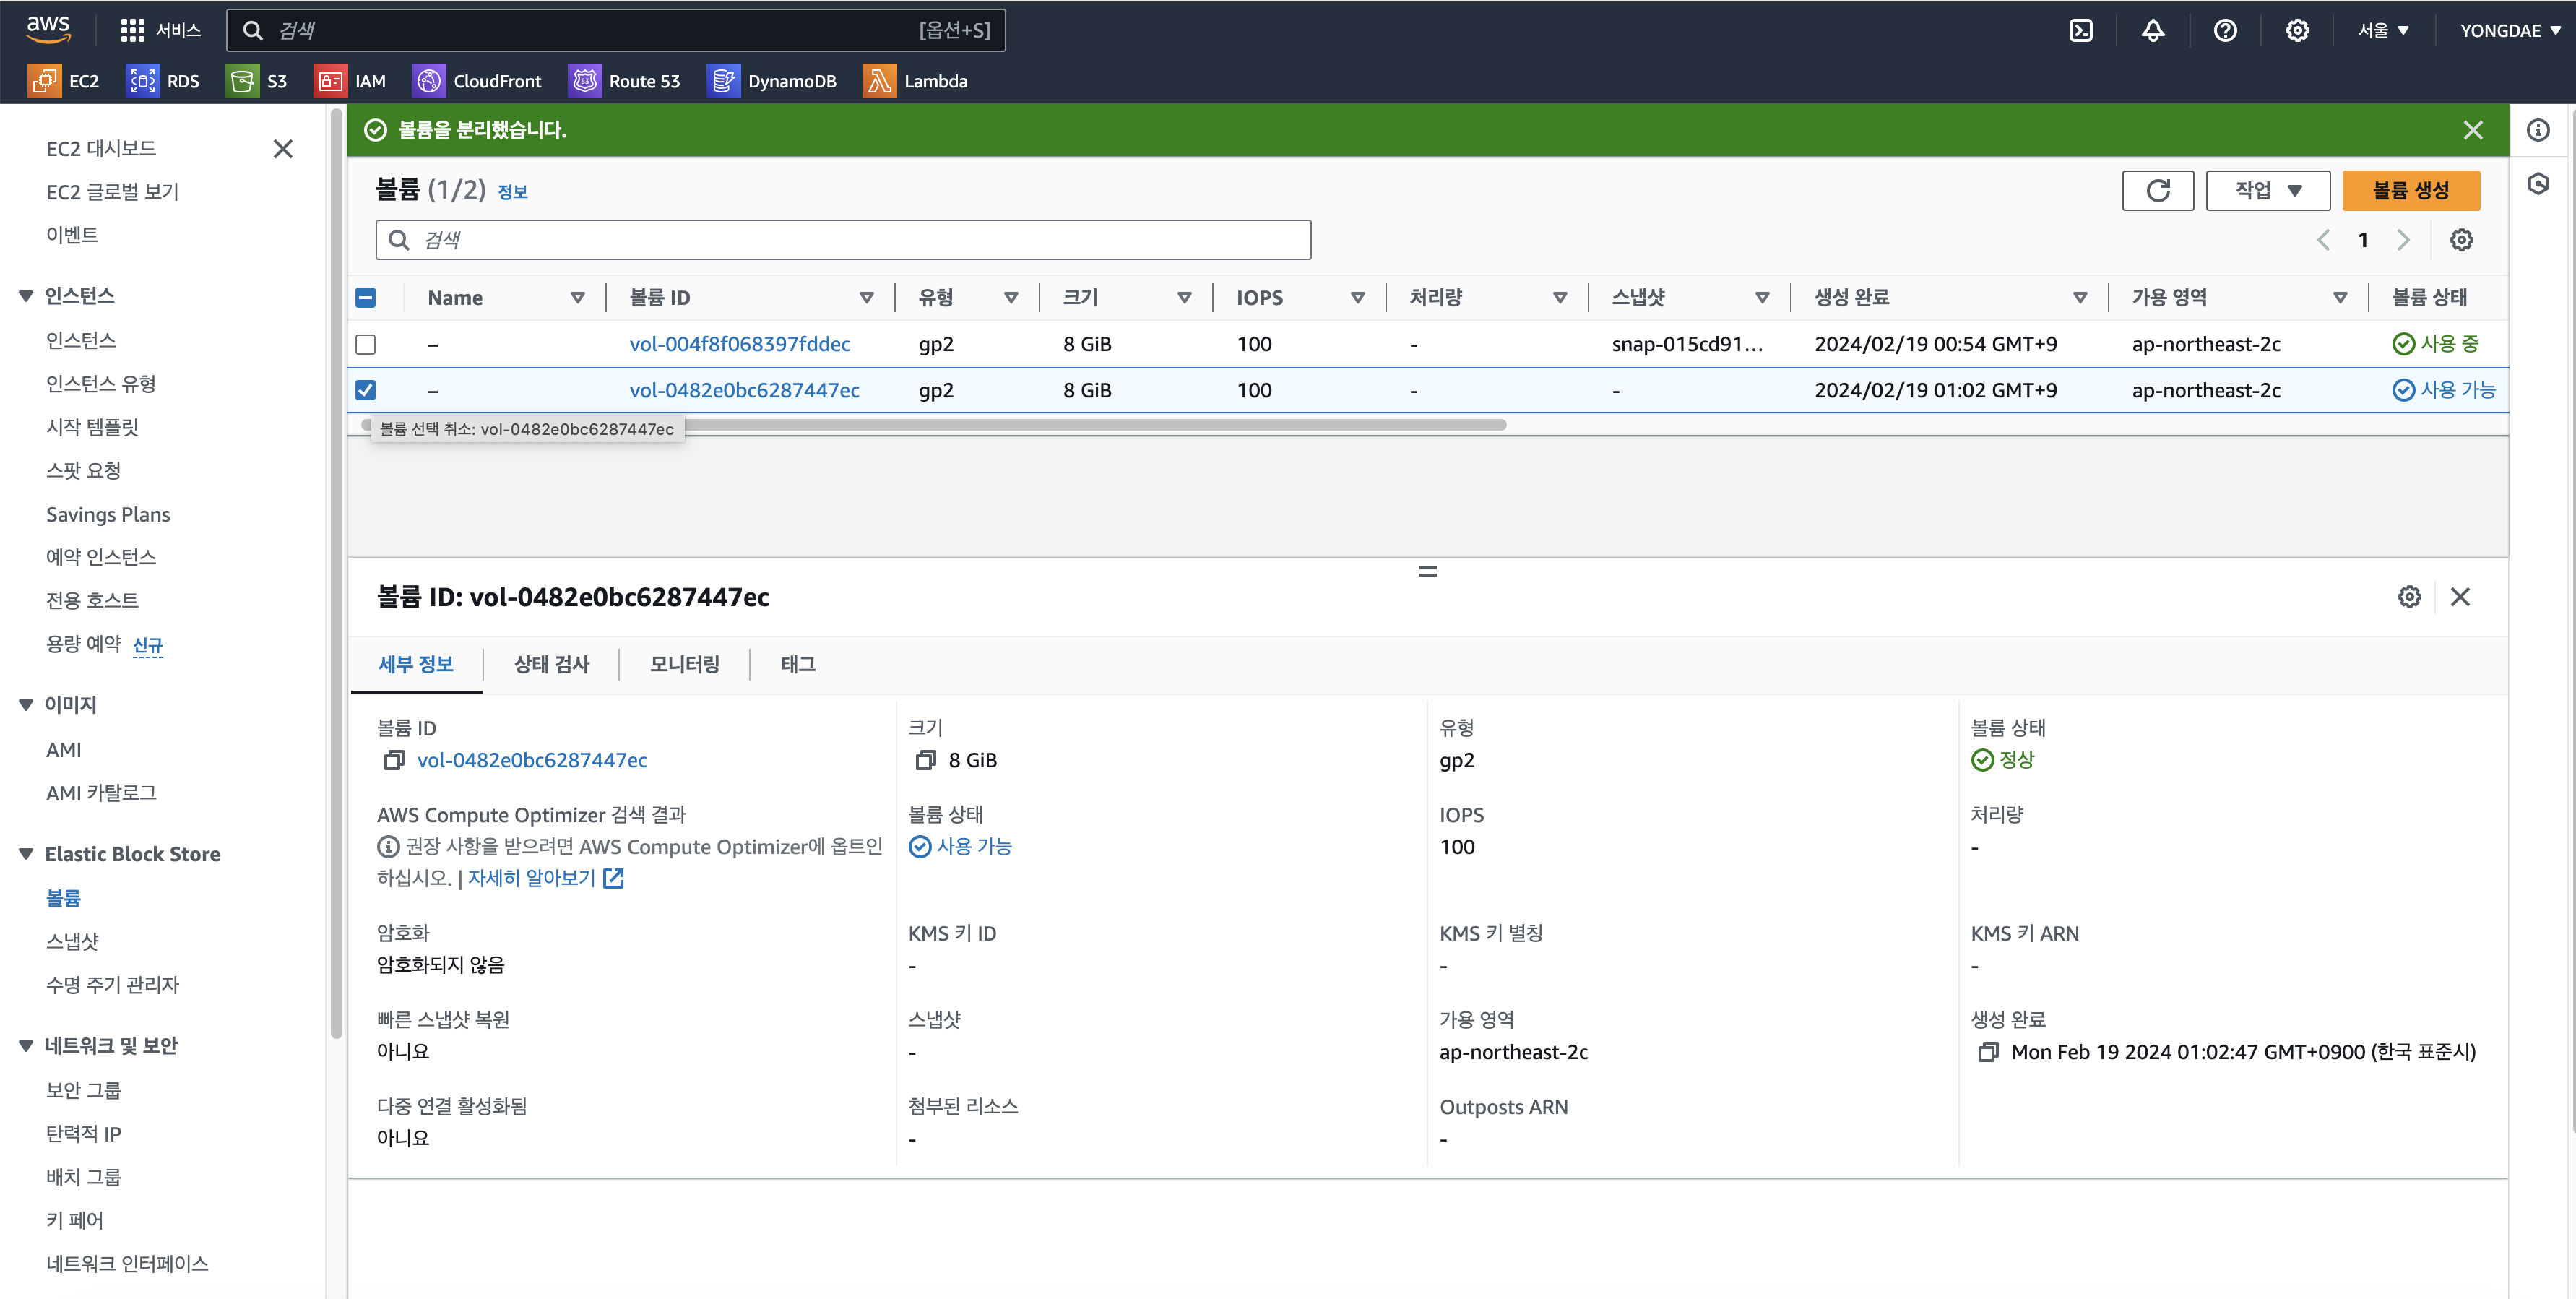 aws
서비스
검색
[옵션+S]
서울 ▼
YONGDAE ▼
EC2
RDS
S3
IAM
CloudFront
Route 53
DynamoDB
Lambda
EC2 대시보드
EC2 글로벌 보기
이벤트
인스턴스
인스턴스
인스턴스 유형
시작 템플릿
스팟 요청
Savings Plans
예약 인스턴스
전용 호스트
용량 예약 신규
이미지
AMI
AMI 카탈로그
Elastic Block Store
볼륨
스냅샷
수명 주기 관리자
네트워크 및 보안
보안 그룹
탄력적 IP
배치 그룹
키 페어
네트워크 인터페이스
볼륨을 분리했습니다.
볼륨 (1/2) 정보
작업 ▼
볼륨 생성
검색
1
Name 볼륨 ID 유형 크기 IOPS 처리량 스냅샷 생성 완료 가용 영역 볼륨 상태
– vol-004f8f068397fddec gp2 8 GiB 100 - snap-015cd91... 2024/02/19 00:54 GMT+9 ap-northeast-2c 사용 중
– vol-0482e0bc6287447ec gp2 8 GiB 100 - - 2024/02/19 01:02 GMT+9 ap-northeast-2c 사용 가능
볼륨 선택 취소: vol-0482e0bc6287447ec
볼륨 ID: vol-0482e0bc6287447ec
세부 정보 상태 검사 모니터링 태그
볼륨 ID
vol-0482e0bc6287447ec
크기
8 GiB
유형
gp2
볼륨 상태
정상
AWS Compute Optimizer 검색 결과
권장 사항을 받으려면 AWS Compute Optimizer에 옵트인
하십시오. | 자세히 알아보기
볼륨 상태
사용 가능
IOPS
100
처리량
-
암호화
암호화되지 않음
KMS 키 ID
-
KMS 키 별칭
-
KMS 키 ARN
-
빠른 스냅샷 복원
아니요
스냅샷
-
가용 영역
ap-northeast-2c
생성 완료
Mon Feb 19 2024 01:02:47 GMT+0900 (한국 표준시)
다중 연결 활성화됨
아니요
첨부된 리소스
-
Outposts ARN
-